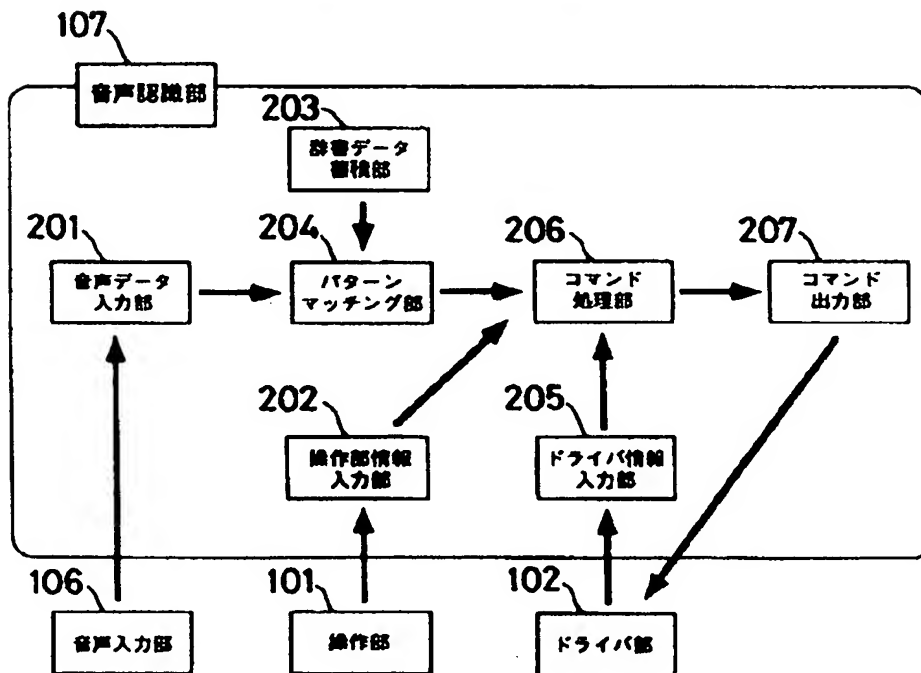 107
音声認識部
203
辞書データ
蓄積部
201
音声データ
入力部
204
パターン
マッチング部
206
コマンド
処理部
207
コマンド
出力部
202
操作部情報
入力部
205
ドライバ情報
入力部
106
音声入力部
101
操作部
102
ドライバ部